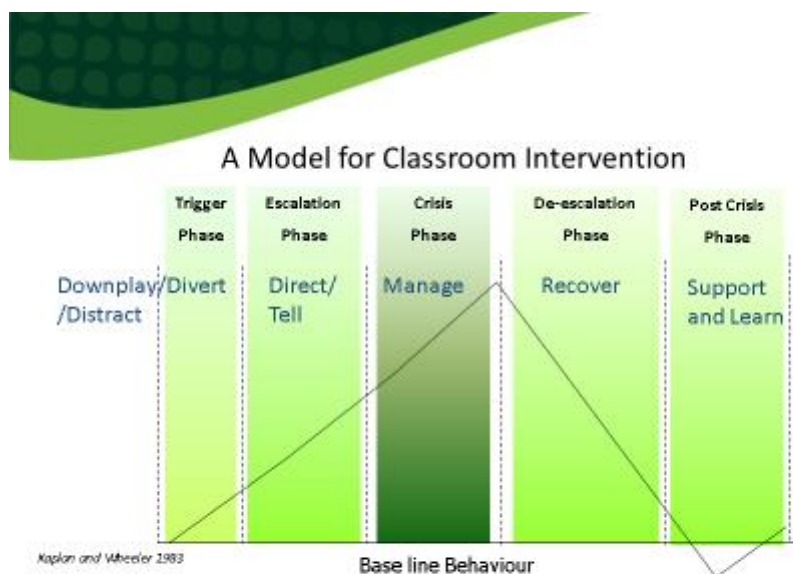 A Model for Classroom Intervention
Trigger
Phase
Escalation
Phase
Crisis
Phase
De-escalation
Phase
Post Crisis
Phase
Downplay/Divert
/Distract
Direct/
Tell
Manage
Recover
Support
and Learn
Kaplan and Wheeler 1983
Base line Behaviour